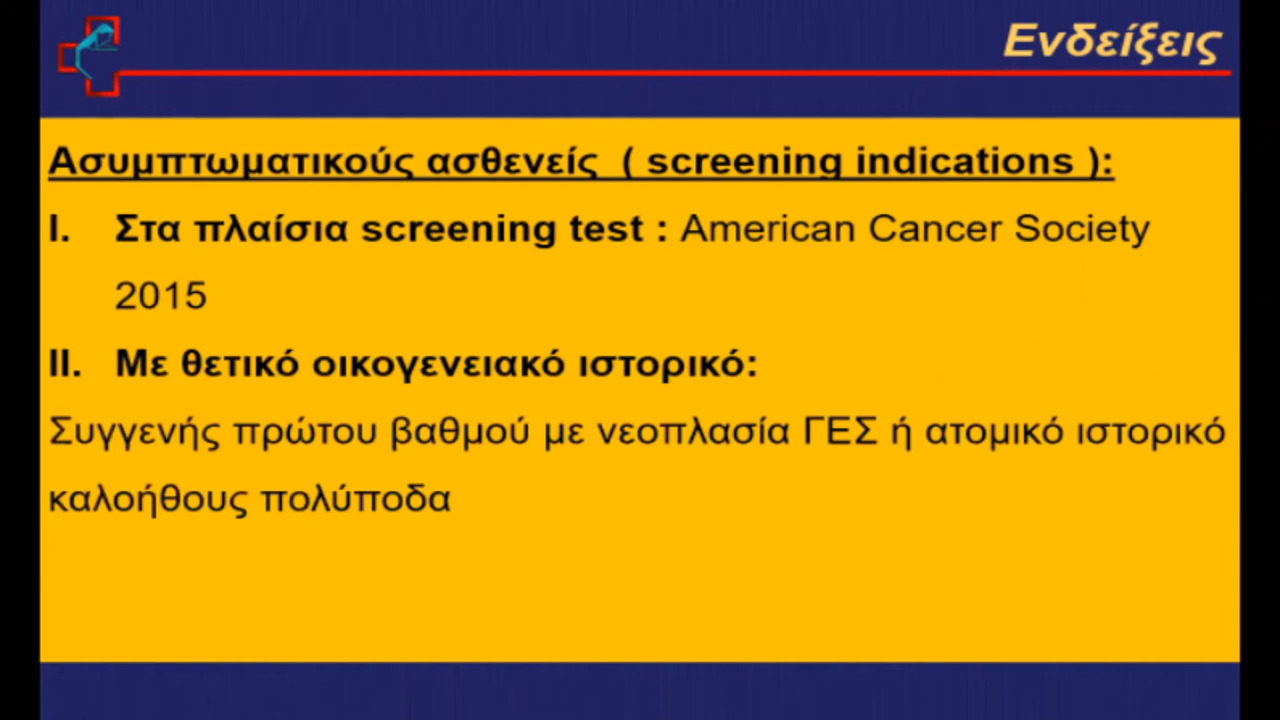 Ενδείξεις
Ασυμπτωματικούς ασθενείς ( screening indications ):
I. Στα πλαίσια screening test : American Cancer Society
2015
II. Με θετικό οικογενειακό ιστορικό:
Συγγενής πρώτου βαθμού με νεοπλασία ΓΕΣ ή ατομικό ιστορικό
καλοήθους πολύποδα